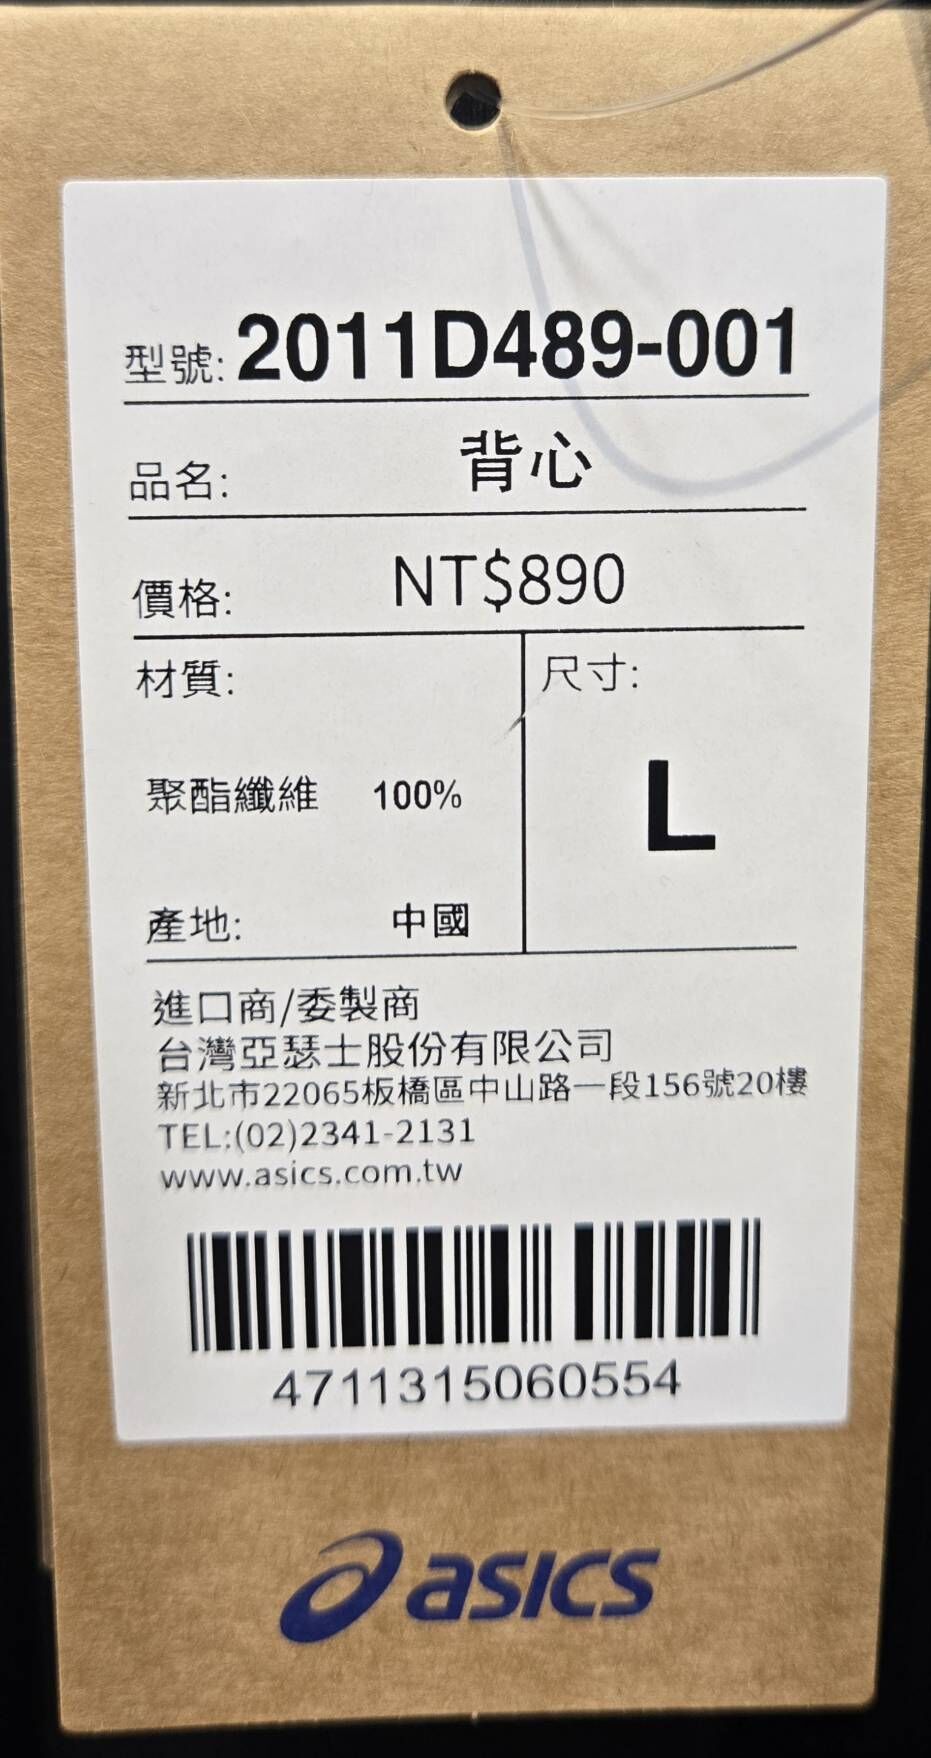 型號: 2011D489-001
品名: 背心
價格: NT$890
材質:
聚酯纖維 100%
產地: 中國
尺寸:
L
進口商/委製商
台灣亞瑟士股份有限公司
新北市22065板橋區中山路一段156號20樓
TEL:(02)2341-2131
www.asics.com.tw
4711315060554
asics